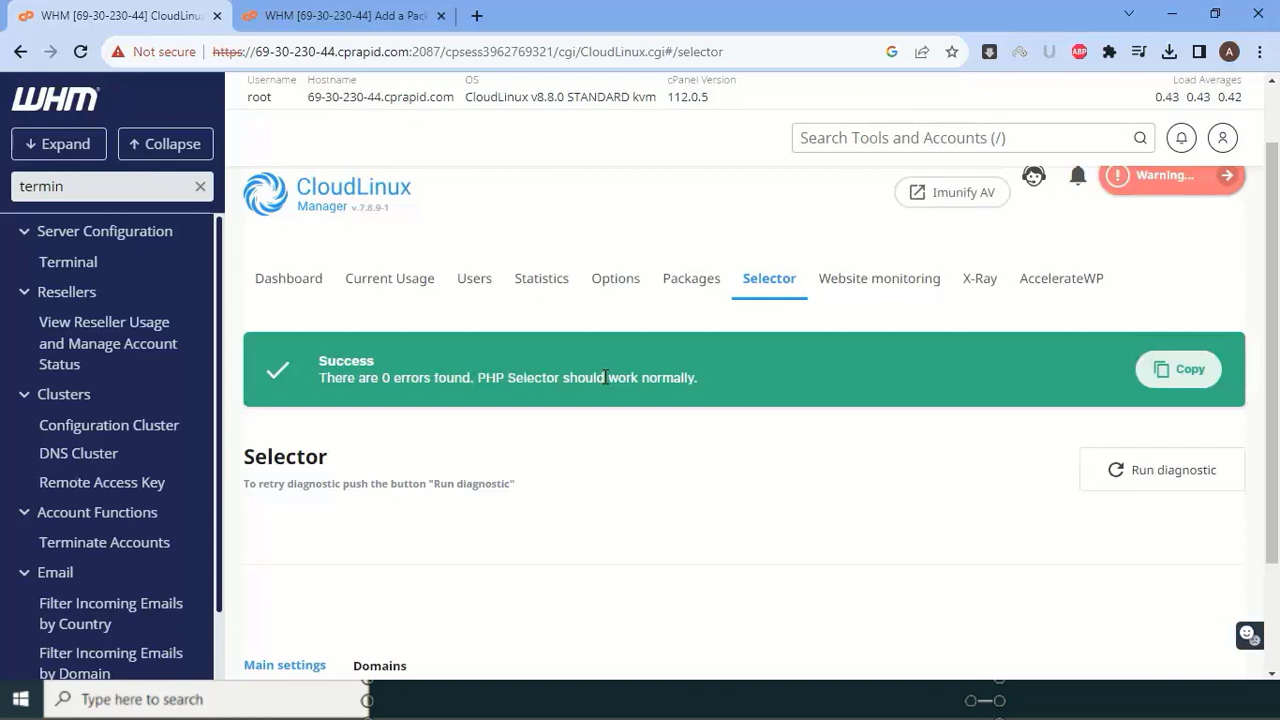 WHM [69-30-230-44] CloudLinu
WHM [69-30-230-44] Add a Pack
Not secure
https://69-30-230-44.cprapid.com:2087/cpsess3962769321/cgi/CloudLinux.cgi#/selector
ABP
A
WHM
Expand
Collapse
termin
Server Configuration
Terminal
Resellers
View Reseller Usage
and Manage Account
Status
Clusters
Configuration Cluster
DNS Cluster
Remote Access Key
Account Functions
Terminate Accounts
Email
Filter Incoming Emails
by Country
Filter Incoming Emails
by Domain
Username Hostname OS cPanel Version Load Averages
root 69-30-230-44.cprapid.com CloudLinux v8.8.0 STANDARD kvm 112.0.5 0.43 0.43 0.42
Search Tools and Accounts (/)
CloudLinux
Manager v.7.8.9-1
Imunify AV
Warning...
Dashboard Current Usage Users Statistics Options Packages Selector Website monitoring X-Ray AccelerateWP
Success
There are 0 errors found. PHP Selector should work normally.
Copy
Selector
To retry diagnostic push the button "Run diagnostic"
Run diagnostic
Main settings Domains
Type here to search